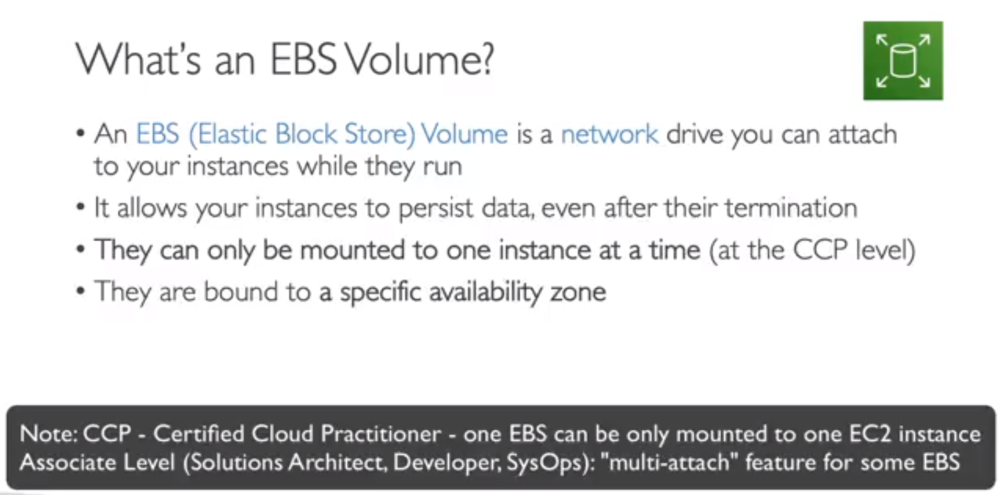 What's an EBS Volume?
• An EBS (Elastic Block Store) Volume is a network drive you can attach
to your instances while they run
• It allows your instances to persist data, even after their termination
• They can only be mounted to one instance at a time (at the CCP level)
• They are bound to a specific availability zone
Note: CCP - Certified Cloud Practitioner - one EBS can be only mounted to one EC2 instance
Associate Level (Solutions Architect, Developer, SysOps): "multi-attach" feature for some EBS